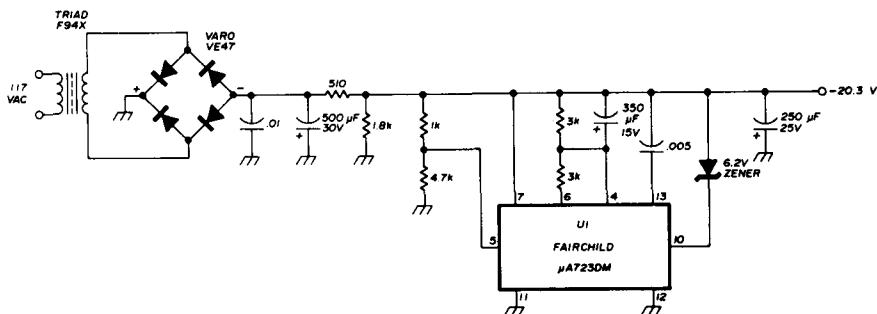 TRIAD
F94X
VARO
VE47
117
VAC
+
−
.01
500 µF
30V
+
510
1.8k
1k
4.7k
3k
3k
350
µF
15V
+
.005
6.2V
ZENER
250 µF
25V
+
−20.3 V
7
6
4
13
5
10
U1
FAIRCHILD
µA723DM
11
12